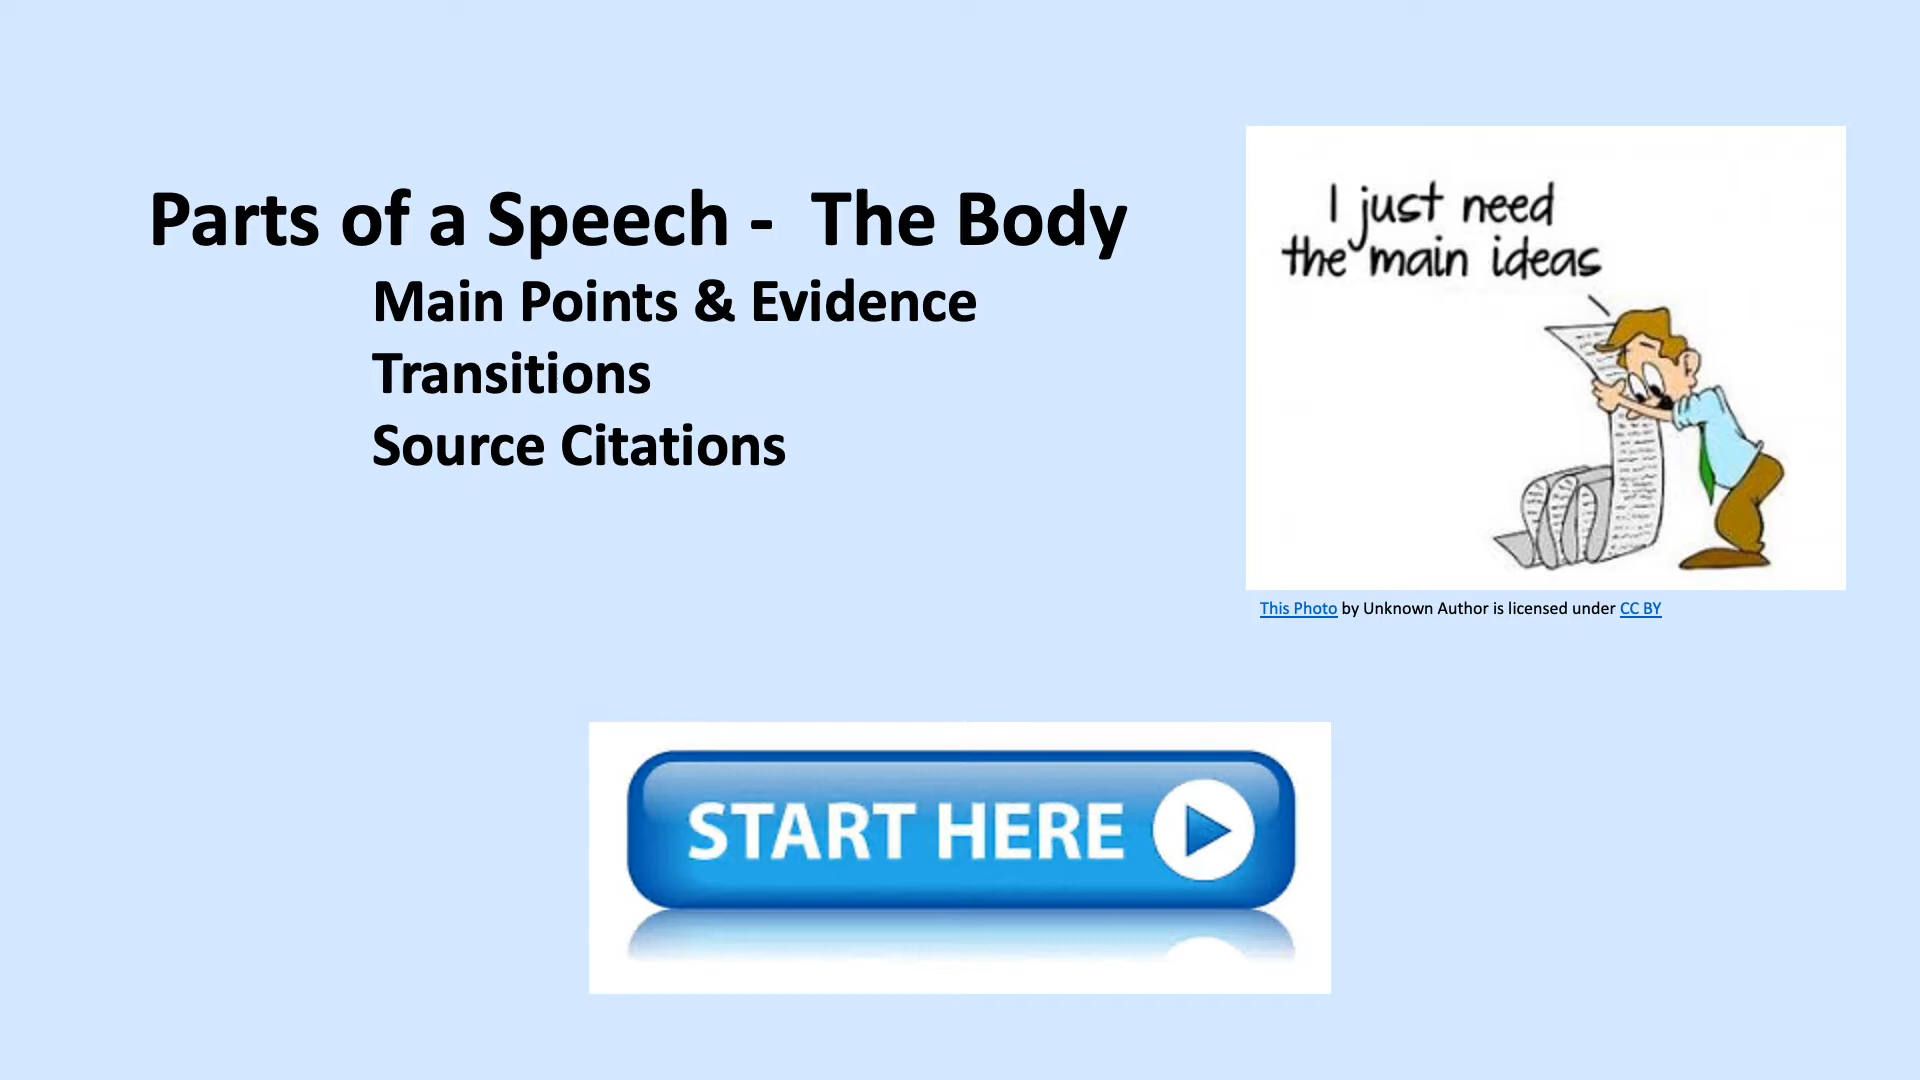 Parts of a Speech -  The Body
Main Points & Evidence
Transitions
Source Citations
I just need
the main ideas
This Photo by Unknown Author is licensed under CC BY
START HERE